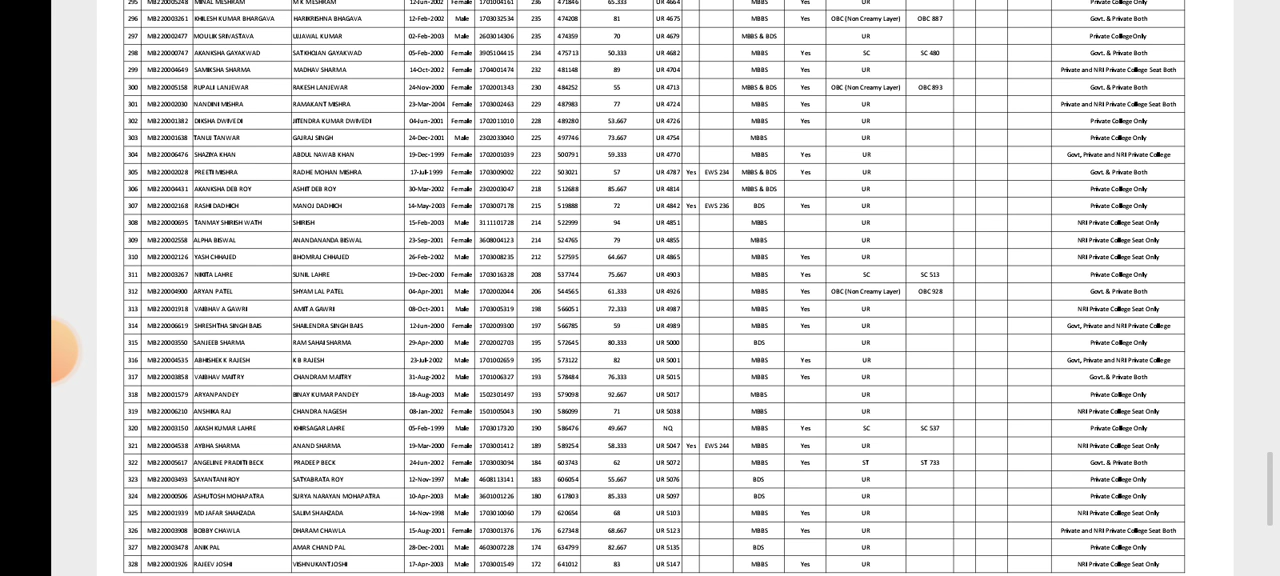 295 MB220005248 MINAL MESHRAM M K MESHRAM 12-Jun-2002 Female 1701004161 236 471846 63.333 UR 4664 MBBS Yes UR Private College Only
296 MB220003261 KHILESH KUMAR BHARGAVA HARIKRISHNA BHAGAVA 12-Feb-2002 Male 1703032534 235 474208 81 UR 4675 MBBS Yes OBC (Non Creamy Layer) OBC 887 Govt. & Private Both
297 MB220002477 MOULIK SRIVASTAVA UJJAWAL KUMAR 02-Feb-2003 Male 2603014306 235 474359 70 UR 4679 MBBS & BDS UR Private College Only
298 MB220000747 AKANKSHA GAYAKWAD SATKHOJAN GAYAKWAD 05-Feb-2000 Female 3905104415 234 475713 50.333 UR 4682 MBBS Yes SC SC 480 Govt. & Private Both
299 MB220004649 SAMIKSHA SHARMA MADHAV SHARMA 14-Oct-2002 Female 1704001474 232 481148 89 UR 4704 MBBS Yes UR Private and NRI Private College Seat Both
300 MB220005158 RUPALI LANJEWAR RAKESH LANJEWAR 24-Nov-2000 Female 1702001343 230 484252 55 UR 4713 MBBS & BDS Yes OBC (Non Creamy Layer) OBC 893 Govt. & Private Both
301 MB220002030 NANDINI MISHRA RAMAKANT MISHRA 23-Mar-2004 Female 1703002463 229 487983 77 UR 4724 MBBS Yes UR Private and NRI Private College Seat Both
302 MB220001382 DIKSHA DWIVEDI JITENDRA KUMAR DWIVEDI 04-Jun-2001 Female 1702011010 228 489280 53.667 UR 4726 MBBS Yes UR Private College Only
303 MB220001638 TANUJ TANWAR GAJRAJ SINGH 24-Dec-2001 Male 2302033040 225 497746 73.667 UR 4754 MBBS UR Private College Only
304 MB220006476 SHAZIYA KHAN ABDUL NAWAB KHAN 19-Dec-1999 Female 1702001039 223 500791 59.333 UR 4770 MBBS Yes UR Govt, Private and NRI Private College
305 MB220002028 PREETI MISHRA RADHE MOHAN MISHRA 17-Jul-1999 Female 1703009002 222 503021 57 UR 4787 Yes EWS 234 MBBS & BDS Yes UR Govt. & Private Both
306 MB220004431 AKANKSHA DEB ROY ASHIT DEB ROY 30-Mar-2002 Female 2302003047 218 512688 85.667 UR 4814 MBBS & BDS UR Private College Only
307 MB220002168 RASHI DADHICH MANOJ DADHICH 14-May-2003 Female 1703007178 215 519888 72 UR 4842 Yes EWS 236 BDS Yes UR Private College Only
308 MB220000695 TANMAY SHIRISH WATH SHIRISH 15-Feb-2003 Male 3111101728 214 522999 94 UR 4851 MBBS UR NRI Private College Seat Only
309 MB220002558 ALPHA BISWAL ANANDANANDA BISWAL 23-Sep-2001 Female 3608004123 214 524765 79 UR 4855 MBBS UR NRI Private College Seat Only
310 MB220002126 YASH CHHAJED BHOMRAJ CHHAJED 26-Feb-2002 Male 1703008235 212 527595 64.667 UR 4865 MBBS Yes UR NRI Private College Seat Only
311 MB220003267 NIKITA LAHRE SUNIL LAHRE 19-Dec-2000 Female 1703016328 208 537744 75.667 UR 4903 MBBS Yes SC SC 513 Private College Only
312 MB220004900 ARYAN PATEL SHYAM LAL PATEL 04-Apr-2001 Male 1702002044 206 544565 61.333 UR 4926 MBBS Yes OBC (Non Creamy Layer) OBC 928 Govt. & Private Both
313 MB220001918 VAIBHAV A GAWRI AMIT A GAWRI 08-Oct-2001 Male 1703005319 198 566051 72.333 UR 4987 MBBS Yes UR NRI Private College Seat Only
314 MB220006619 SHRESHTHA SINGH BAIS SHAILENDRA SINGH BAIS 12-Jun-2000 Female 1702009300 197 566785 59 UR 4989 MBBS Yes UR Govt, Private and NRI Private College
315 MB220003550 SANJEEB SHARMA RAM SAHAI SHARMA 29-Apr-2000 Male 2702002703 195 572645 80.333 UR 5000 BDS UR Private College Only
316 MB220004535 ABHISHEK K RAJESH K B RAJESH 23-Jul-2002 Male 1701002659 195 573122 82 UR 5001 MBBS Yes UR Govt, Private and NRI Private College
317 MB220003858 VAIBHAV MAITRY CHANDRAM MAITRY 31-Aug-2002 Male 1701006327 193 578484 76.333 UR 5015 MBBS Yes UR Govt. & Private Both
318 MB220001579 ARYAN PANDEY BINAY KUMAR PANDEY 18-Aug-2003 Male 1502301497 193 579098 92.667 UR 5017 MBBS UR Private College Only
319 MB220006210 ANSHIKA RAJ CHANDRA NAGESH 08-Jan-2002 Female 1501005043 190 586099 71 UR 5038 MBBS UR NRI Private College Seat Only
320 MB220003150 AKASH KUMAR LAHRE KHIRSAGAR LAHRE 05-Feb-1999 Male 1703017320 190 586476 49.667 NQ MBBS Yes SC SC 537 Private College Only
321 MB220004538 AYBHA SHARMA ANAND SHARMA 19-Mar-2000 Female 1703001412 189 589254 58.333 UR 5047 Yes EWS 244 MBBS Yes UR NRI Private College Seat Only
322 MB220005617 ANGELINE PRADITI BECK PRADEEP BECK 24-Jun-2002 Female 1703003094 184 603743 62 UR 5072 MBBS Yes ST ST 733 Govt. & Private Both
323 MB220003493 SAYANTANI ROY SATYABRATA ROY 12-Nov-1997 Female 4608113141 183 606054 55.667 UR 5076 BDS UR Private College Only
324 MB220000506 ASHUTOSH MOHAPATRA SURYA NARAYAN MOHAPATRA 10-Apr-2003 Male 3601001226 180 617803 85.333 UR 5097 BDS UR Private College Only
325 MB220001939 MD JAFAR SHAHZADA SALIM SHAHZADA 14-Nov-1998 Male 1703010060 179 620654 68 UR 5103 MBBS Yes UR NRI Private College Seat Only
326 MB220003908 BOBBY CHAWLA DHARAM CHAWLA 15-Aug-2001 Female 1703001376 176 627348 68.667 UR 5123 MBBS Yes UR Private and NRI Private College Seat Both
327 MB220003478 ANIK PAL AMAR CHAND PAL 28-Dec-2001 Male 4603007228 174 634799 82.667 UR 5135 BDS UR Private College Only
328 MB220001926 RAJEEV JOSHI VISHNUKANT JOSHI 17-Apr-2003 Male 1703001549 172 641012 83 UR 5147 MBBS Yes UR NRI Private College Seat Only